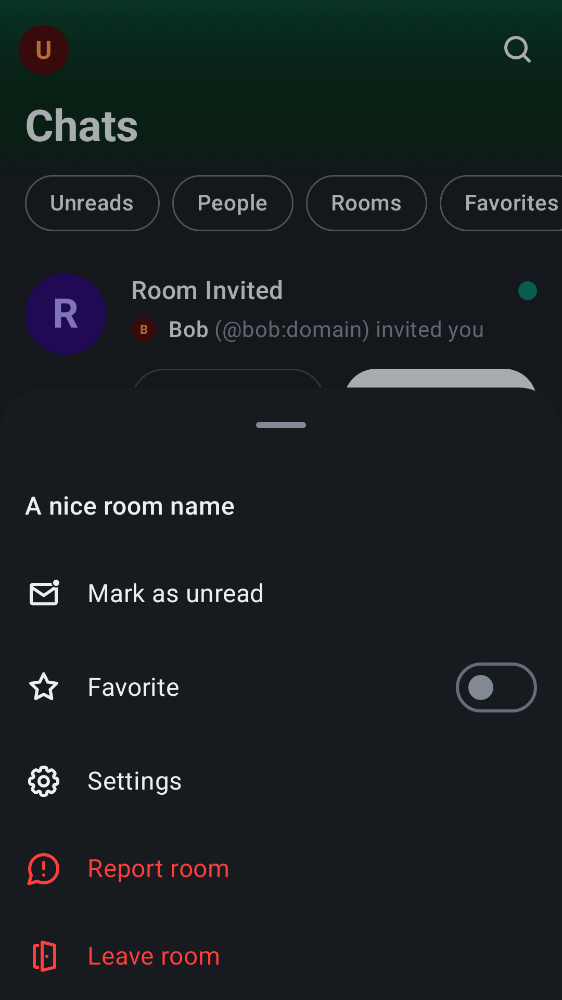 U
Chats
Unreads
People
Rooms
Favorites
R
Room Invited
B
Bob (@bob:domain) invited you
A nice room name
Mark as unread
Favorite
Settings
Report room
Leave room